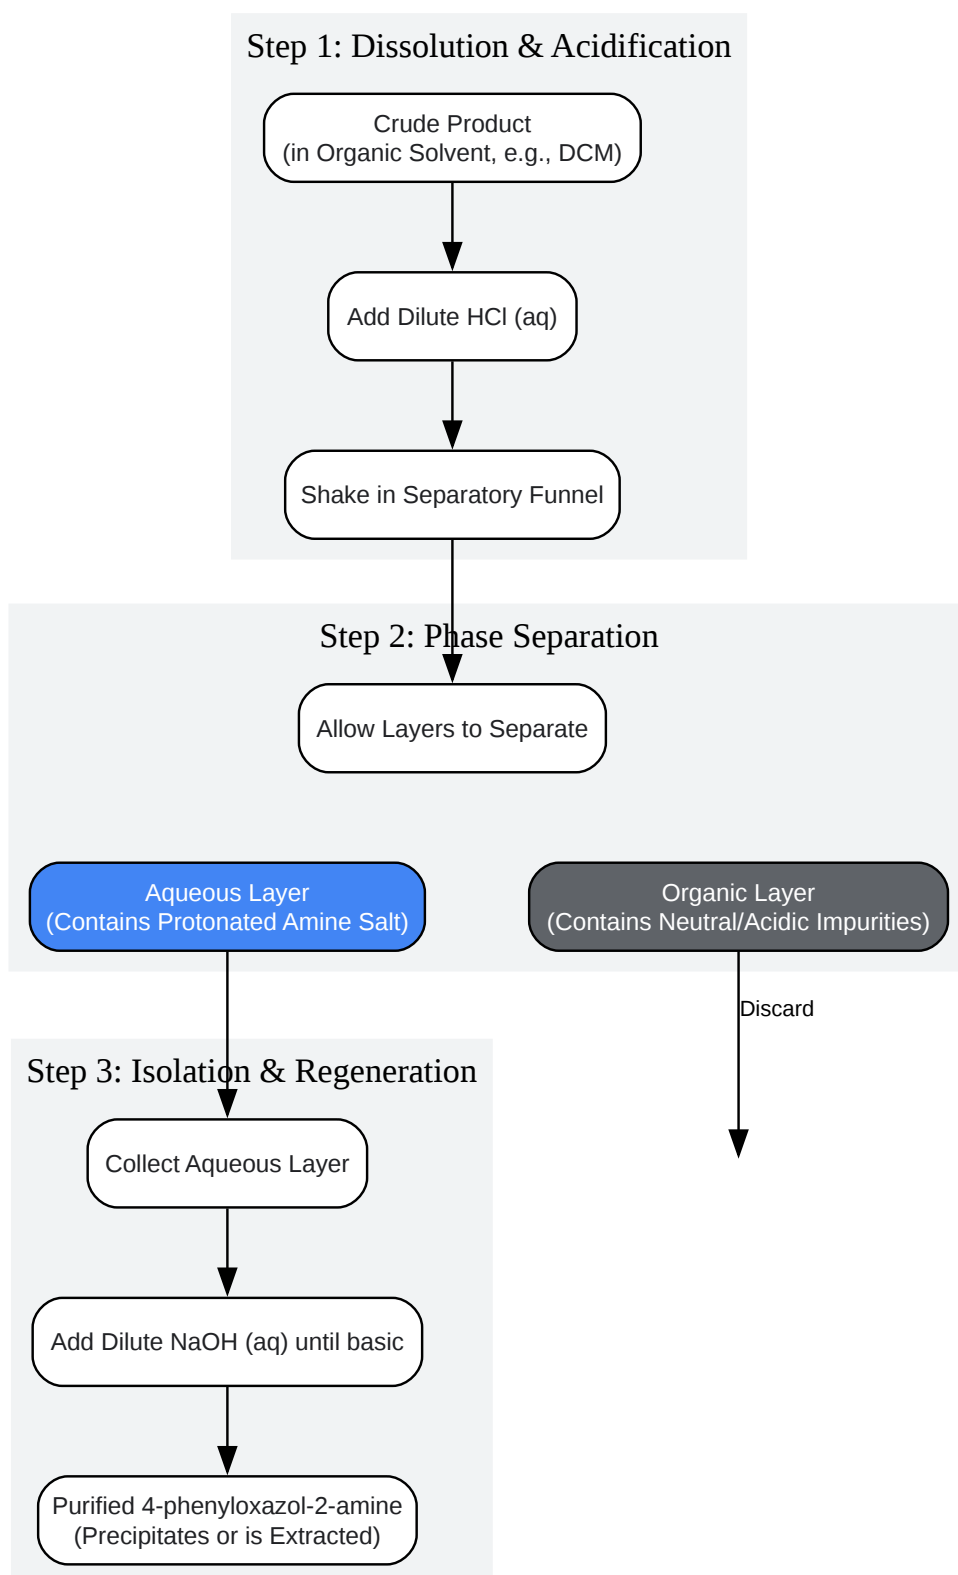 Step 1: Dissolution & Acidification
Crude Product
(in Organic Solvent, e.g., DCM)
Add Dilute HCl (aq)
Shake in Separatory Funnel
Step 2: Phase Separation
Allow Layers to Separate
Aqueous Layer
(Contains Protonated Amine Salt)
Organic Layer
(Contains Neutral/Acidic Impurities)
Discard
Step 3: Isolation & Regeneration
Collect Aqueous Layer
Add Dilute NaOH (aq) until basic
Purified 4-phenyloxazol-2-amine
(Precipitates or is Extracted)